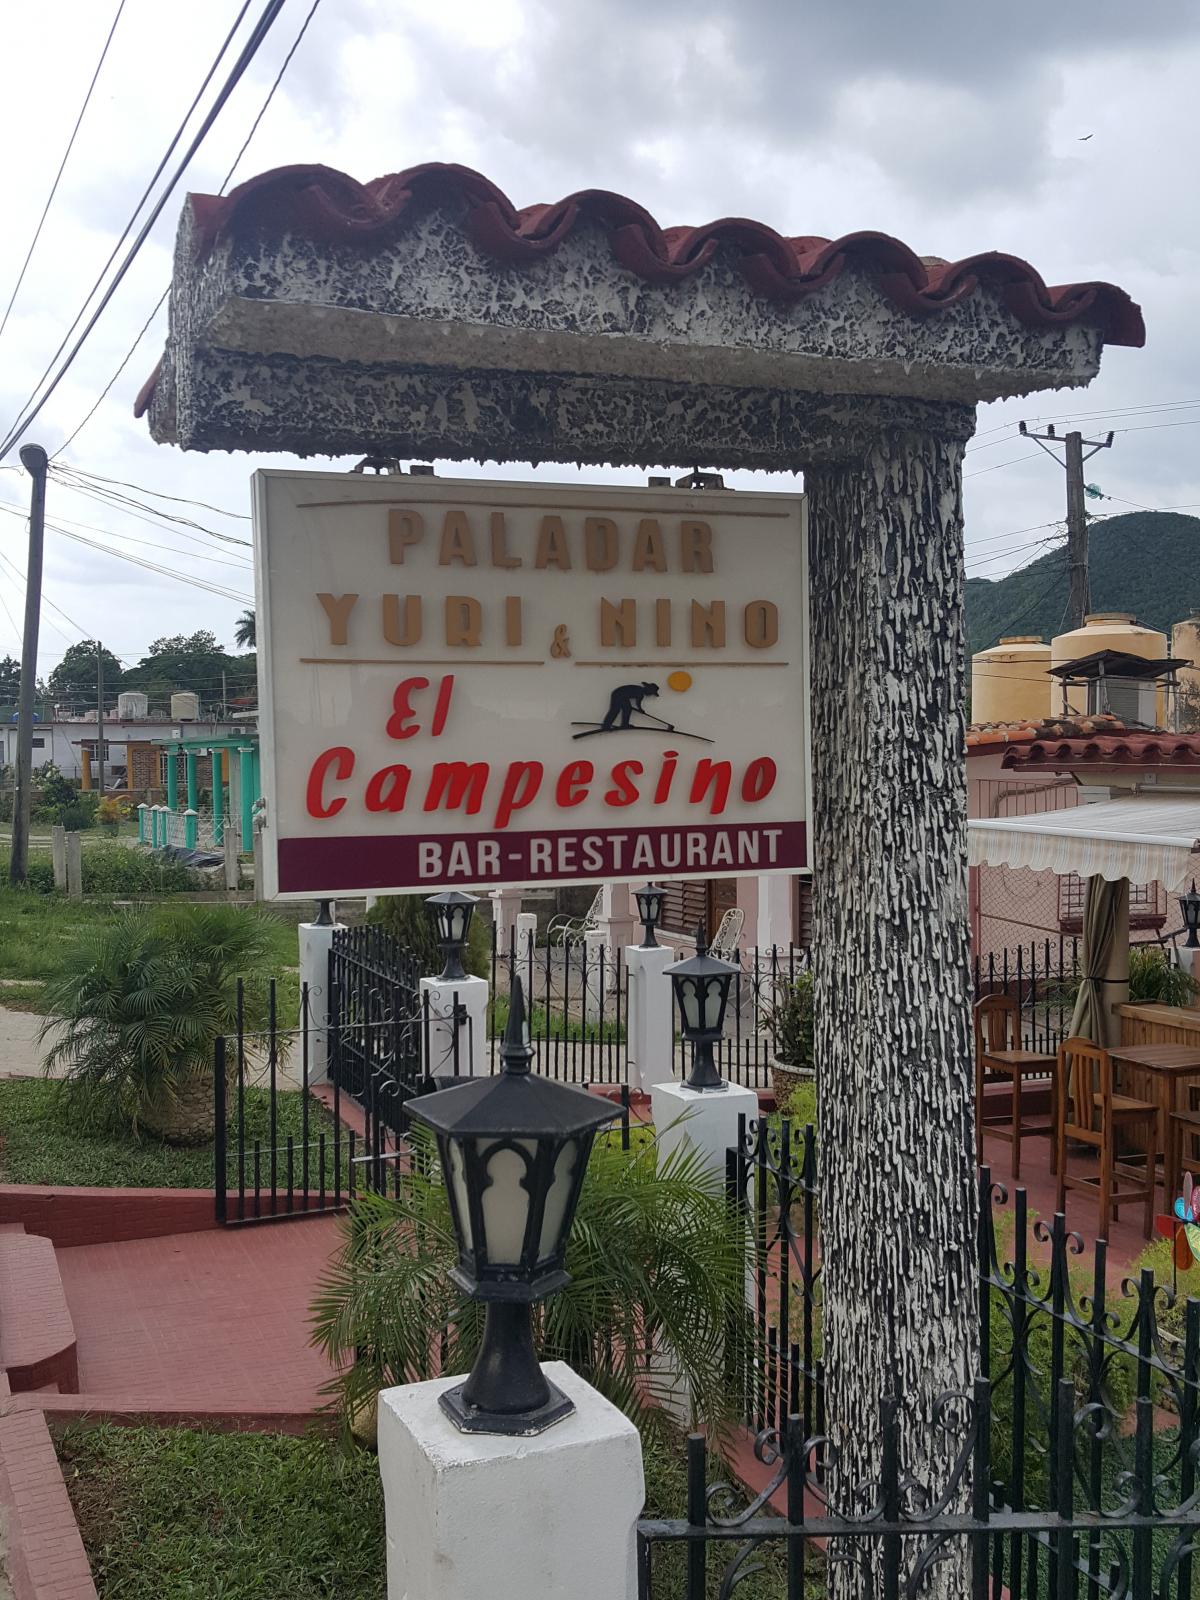 PALADAR
YURI & NINO
El
Campesino
BAR-RESTAURANT